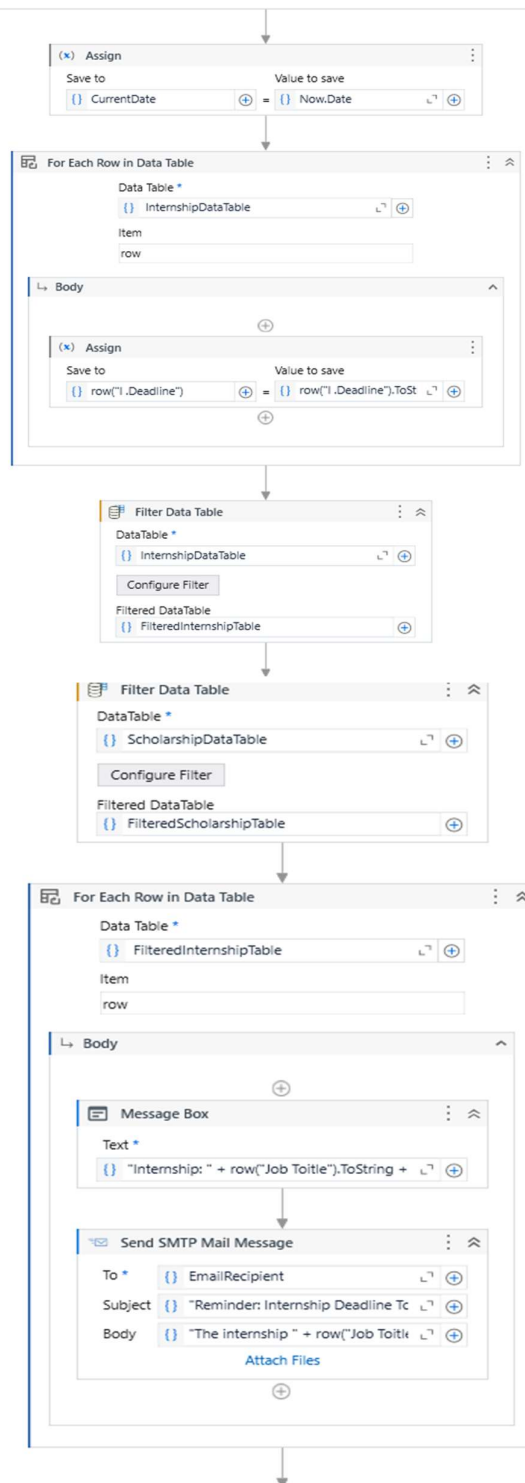 (x) Assign
Save to Value to save
{} CurrentDate = {} Now.Date
For Each Row in Data Table
Data Table *
{} InternshipDataTable
Item
row
Body
(x) Assign
Save to Value to save
{} row("l .Deadline") = {} row("l .Deadline").ToSt
Filter Data Table
DataTable *
{} InternshipDataTable
Configure Filter
Filtered DataTable
{} FilteredInternshipTable
Filter Data Table
DataTable *
{} ScholarshipDataTable
Configure Filter
Filtered DataTable
{} FilteredScholarshipTable
For Each Row in Data Table
Data Table *
{} FilteredInternshipTable
Item
row
Body
Message Box
Text *
{} "Internship: " + row("Job Toitle").ToString +
Send SMTP Mail Message
To * {} EmailRecipient
Subject {} "Reminder: Internship Deadline Tc
Body {} "The internship " + row("Job Toitle
Attach Files